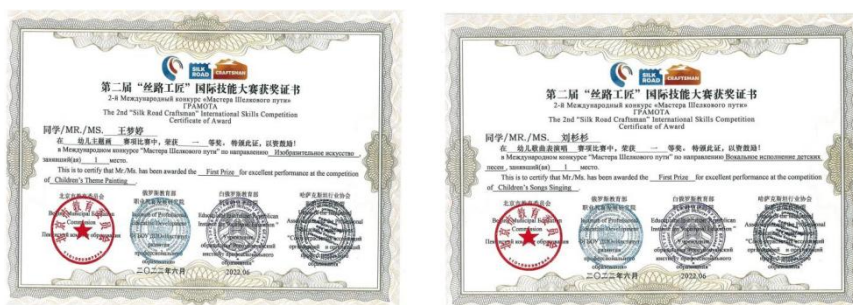 SILK
ROAD
CRAFTSMAN
第二届“丝路工匠”国际技能大赛获奖证书
2-й Международный конкурс «Мастера Шелкового пути»
ГРАМОТА
The 2nd "Silk Road Craftsman" International Skills Competition
Certificate of Award
同学/MR./MS. 王梦婷
在 幼儿主题画 赛项比赛中，荣获 一 等奖，特颁此证，以资鼓励！
в Международном конкурсе "Мастера Шелкового пути" по направлению Изобразительное искусство ,
занявший(ая) 1 место.
This is to certify that Mr./Ms. has been awarded the First Prize for excellent performance at the competition
of Children's Theme Painting .
北京市教育委员会
俄罗斯教育部
白俄罗斯教育部
哈萨克斯坦行业协会
二〇二二年六月
2022.06
SILK
ROAD
CRAFTSMAN
第二届“丝路工匠”国际技能大赛获奖证书
2-й Международный конкурс «Мастера Шелкового пути»
ГРАМОТА
The 2nd "Silk Road Craftsman" International Skills Competition
Certificate of Award
同学/MR./MS. 刘杉杉
在 幼儿歌曲表演唱 赛项比赛中，荣获 一 等奖，特颁此证，以资鼓励！
в Международном конкурсе "Мастера Шелкового пути" по направлению Вокальное исполнение детских
песен , занявший(ая) 1 место.
This is to certify that Mr./Ms. has been awarded the First Prize for excellent performance at the competition
of Children's Songs Singing .
北京市教育委员会
俄罗斯教育部
白俄罗斯教育部
哈萨克斯坦行业协会
二〇二二年六月
2022.06